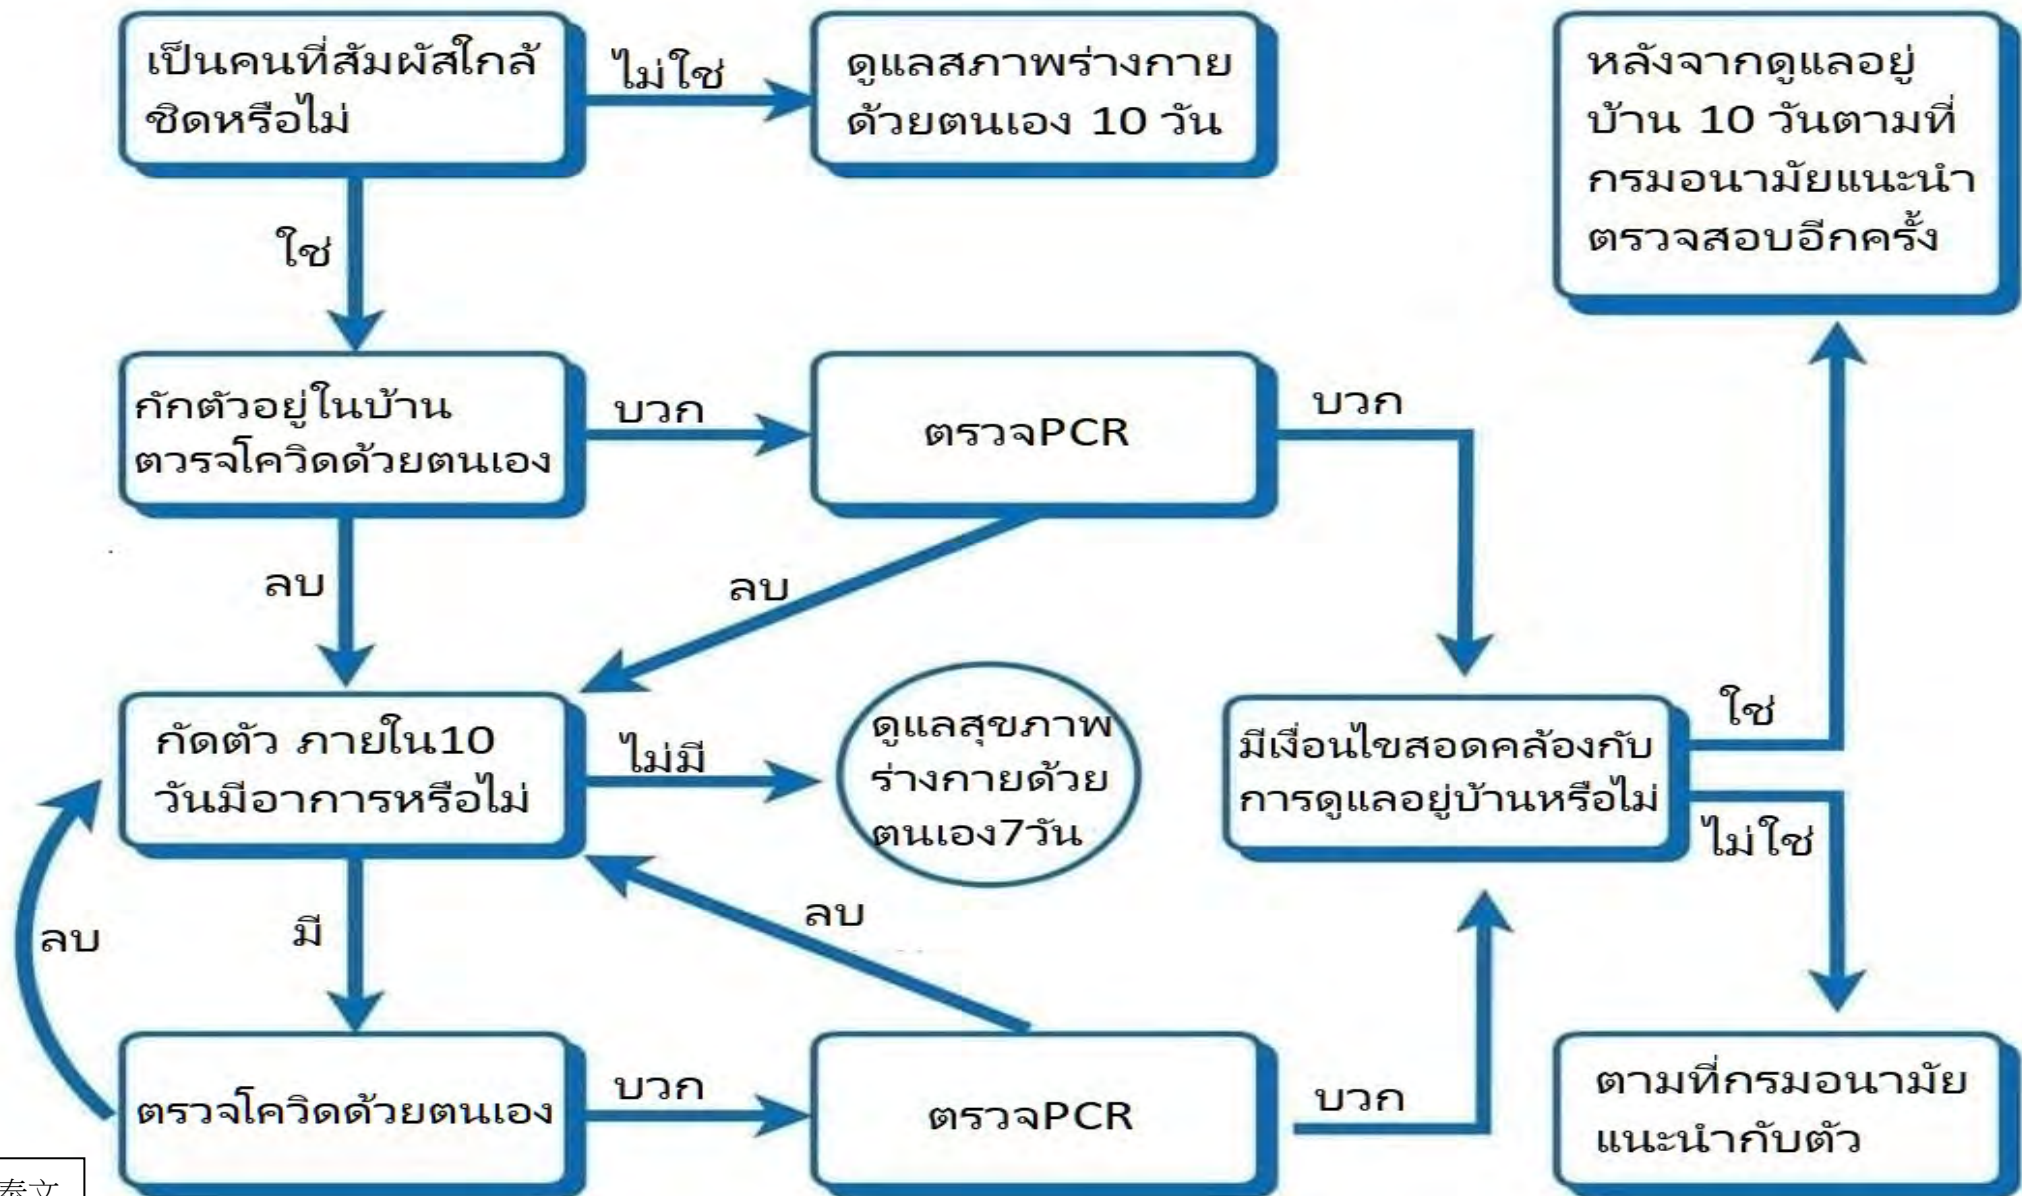 เป็นคนที่สัมผัสใกล้
ชิดหรือไม่
ไม่ใช่
ดูแลสภาพร่างกาย
ด้วยตนเอง 10 วัน
หลังจากดูแลอยู่
บ้าน 10 วันตามที่
กรมอนามัยแนะนำ
ตรวจสอบอีกครั้ง
ใช่
กักตัวอยู่ในบ้าน
ตวรจโควิดด้วยตนเอง
บวก
ตรวจPCR
บวก
ลบ
ลบ
กัดตัว ภายใน10
วันมีอาการหรือไม่
ไม่มี
ดูแลสุขภาพ
ร่างกายด้วย
ตนเอง7วัน
มีเงื่อนไขสอดคล้องกับ
การดูแลอยู่บ้านหรือไม่
ใช่
ไม่ใช่
ลบ
มี
ลบ
ตรวจโควิดด้วยตนเอง
บวก
ตรวจPCR
บวก
ตามที่กรมอนามัย
แนะนำกับตัว
泰文